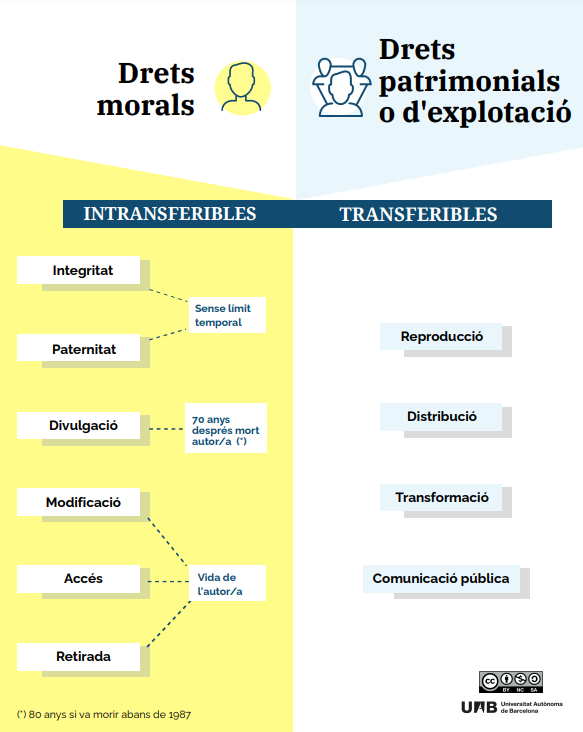 Drets
morals
Drets
patrimonials
o d'explotació
INTRANSFERIBLES
TRANSFERIBLES
Integritat
Sense límit
temporal
Paternitat
Divulgació
70 anys
després mort
autor/a (*)
Modificació
Accés
Vida de
l'autor/a
Retirada
(*) 80 anys si va morir abans de 1987
Reproducció
Distribució
Transformació
Comunicació pública
cc
BY NC SA
UAB Universitat Autònoma
de Barcelona